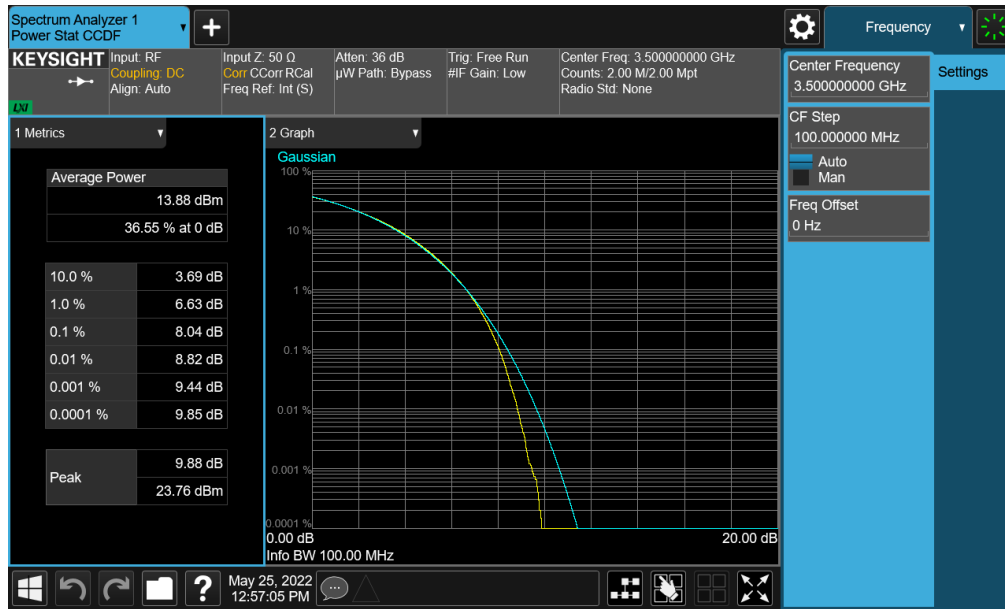 Spectrum Analyzer 1
Power Stat CCDF
Frequency
KEYSIGHT
LXI
Input: RF
Coupling: DC
Align: Auto
Input Z: 50 Ω
Corr CCorr RCal
Freq Ref: Int (S)
Atten: 36 dB
µW Path: Bypass
Trig: Free Run
#IF Gain: Low
Center Freq: 3.500000000 GHz
Counts: 2.00 M/2.00 Mpt
Radio Std: None
Center Frequency
3.500000000 GHz
CF Step
100.000000 MHz
Auto
Man
Freq Offset
0 Hz
Settings
1 Metrics
Average Power
13.88 dBm
36.55 % at 0 dB
10.0 % 3.69 dB
1.0 % 6.63 dB
0.1 % 8.04 dB
0.01 % 8.82 dB
0.001 % 9.44 dB
0.0001 % 9.85 dB
Peak
9.88 dB
23.76 dBm
2 Graph
Gaussian
100 %
10 %
1 %
0.1 %
0.01 %
0.001 %
0.0001 %
0.00 dB 20.00 dB
Info BW 100.00 MHz
?
May 25, 2022
12:57:05 PM